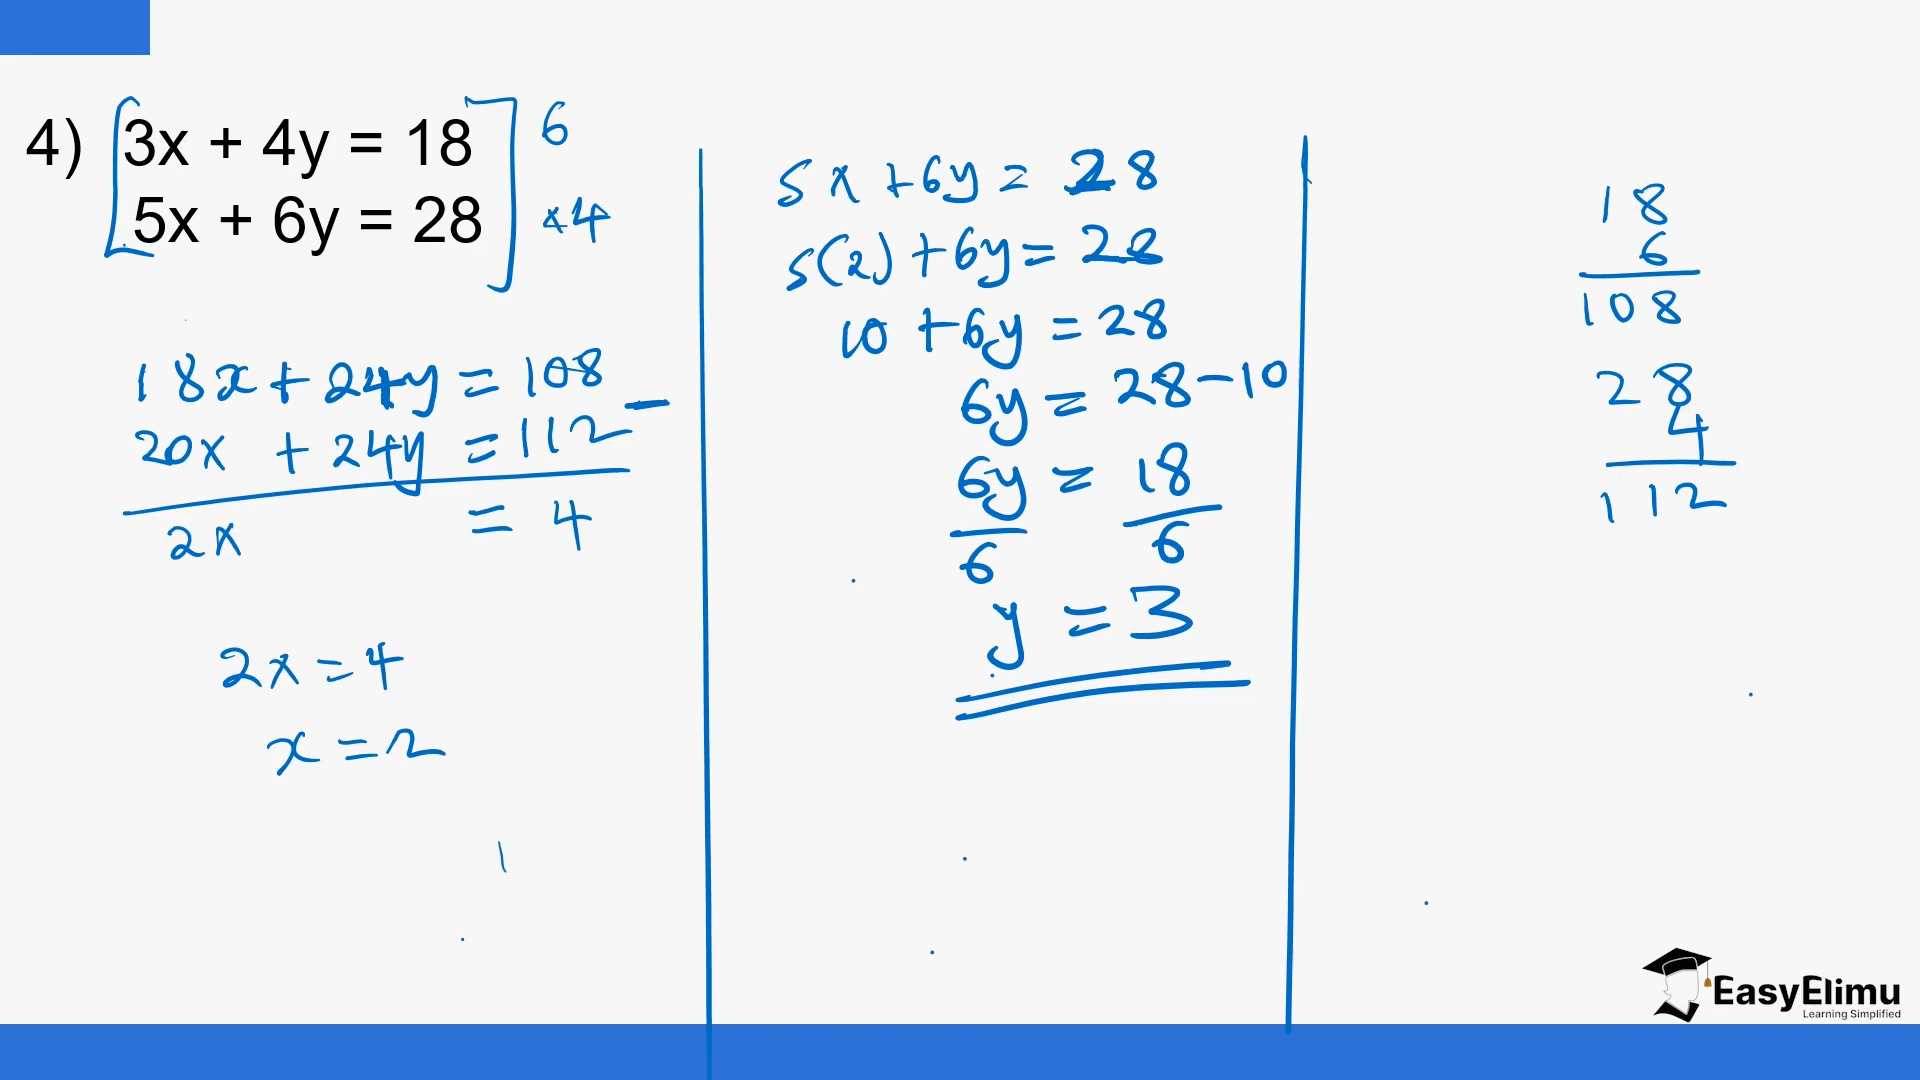 4) 3x + 4y = 18 6
5x + 6y = 28 ×4
18x + 24y = 108 –
20x + 24y = 112
2x = 4
2x = 4
x = 2
5x + 6y = 28
5(2) + 6y = 28
10 + 6y = 28
6y = 28 – 10
6y = 18
6 6
y = 3
18
6
108
28
4
112
EasyElimu
Learning Simplified